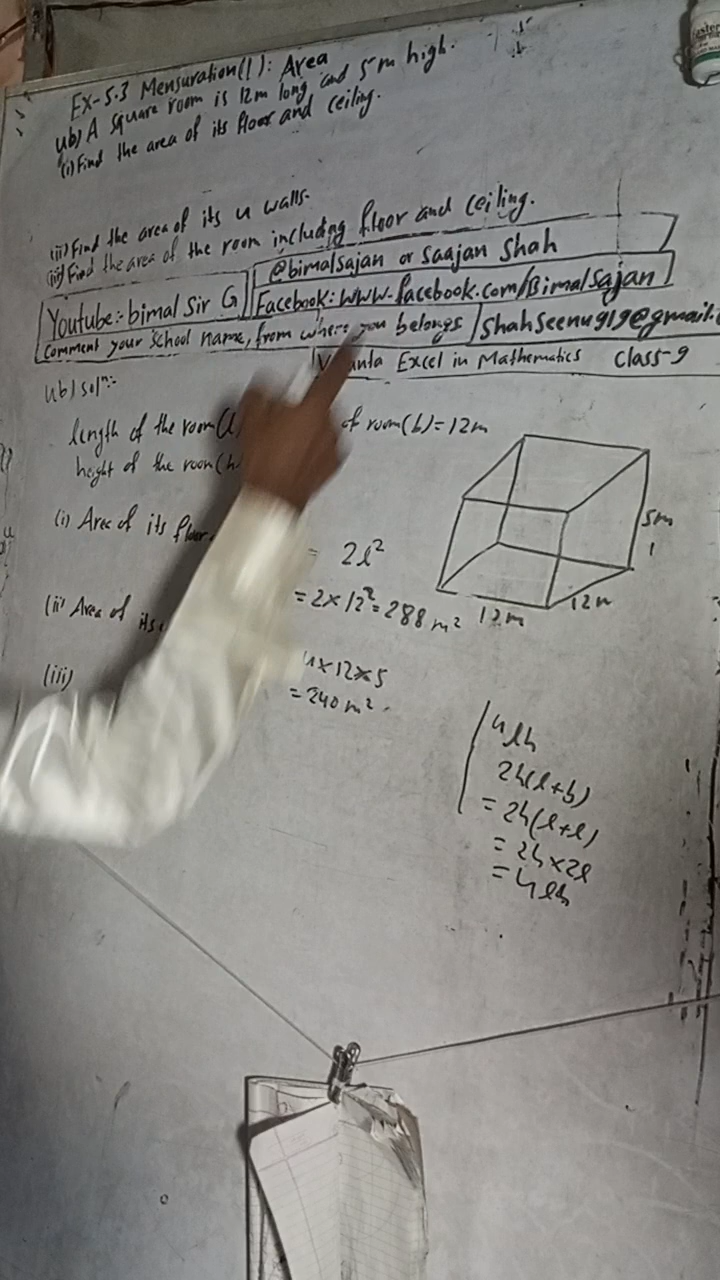 Ex-5.3 Mensuration(I): Area
4b) A square room is 12m long and 5m high.
(i) Find the area of its floor and ceiling.
(ii) Find the area of its 4 walls.
(iii) Find the area of the room including floor and ceiling.
@bimalsajan or saajan shah
Youtube:- bimal Sir G
Facebook: www.facebook.com/Bimalsajan
Comment your school name, from where you belongs
shahseenu919@gmail.
Excel in Mathematics class-9
4b) solⁿ:-
length of the room(l of room(b)=12m
height of the room(h
(i) Area of its floor
= 2l²
= 2×12²=288 m²
(ii) Area of its
4×12×5
= 240 m².
(iii)
5m
12m
12m
4lh
2h(l+b)
= 2h(l+l)
= 2h×2l
= 4lh